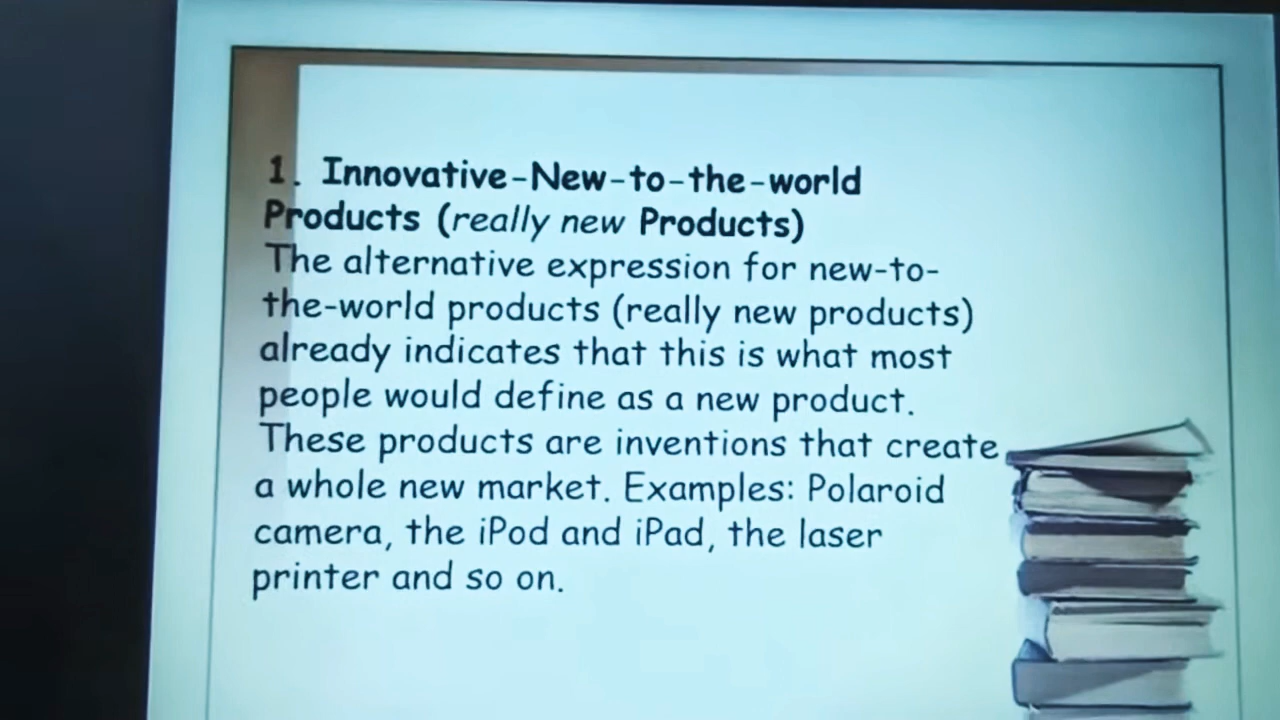 1. Innovative-New-to-the-world
Products (really new Products)
The alternative expression for new-to-
the-world products (really new products)
already indicates that this is what most
people would define as a new product.
These products are inventions that create
a whole new market. Examples: Polaroid
camera, the iPod and iPad, the laser
printer and so on.